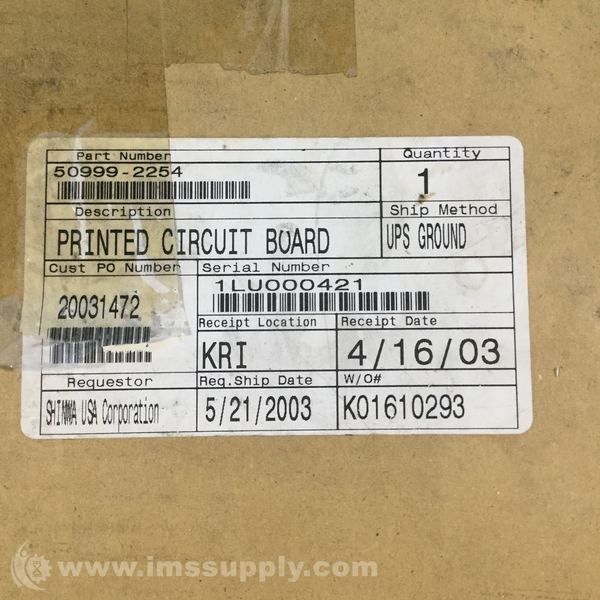 Part Number
Quantity
50999-2254
1
Description
Ship Method
PRINTED CIRCUIT BOARD
UPS GROUND
Cust PO Number
Serial Number
20031472
1LU000421
Receipt Location
Receipt Date
KRI
4/16/03
Requestor
Req.Ship Date
W/O#
SHINWA USA Corporation
5/21/2003
K01610293
www.imssupply.com